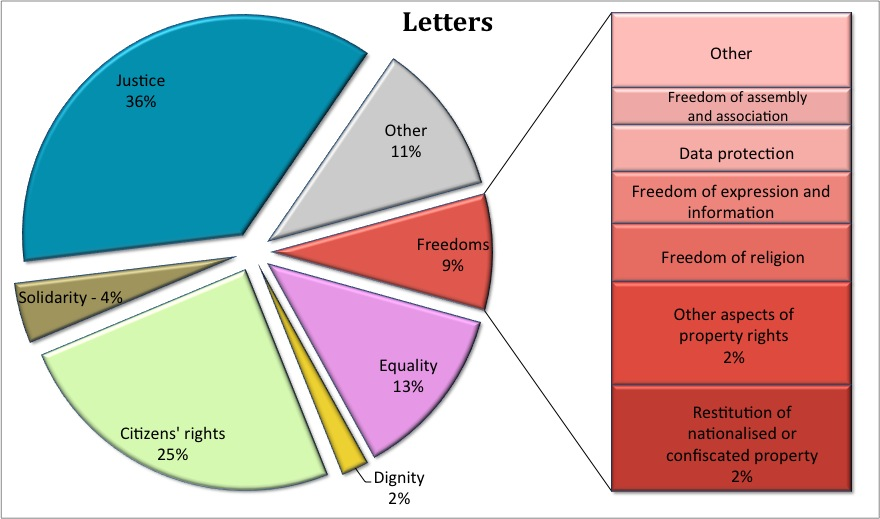 Letters
Justice
36%
Other
11%
Freedoms
9%
Equality
13%
Dignity
2%
Citizens' rights
25%
Solidarity - 4%
Other
Freedom of assembly
and association
Data protection
Freedom of expression and
information
Freedom of religion
Other aspects of
property rights
2%
Restitution of
nationalised or
confiscated property
2%